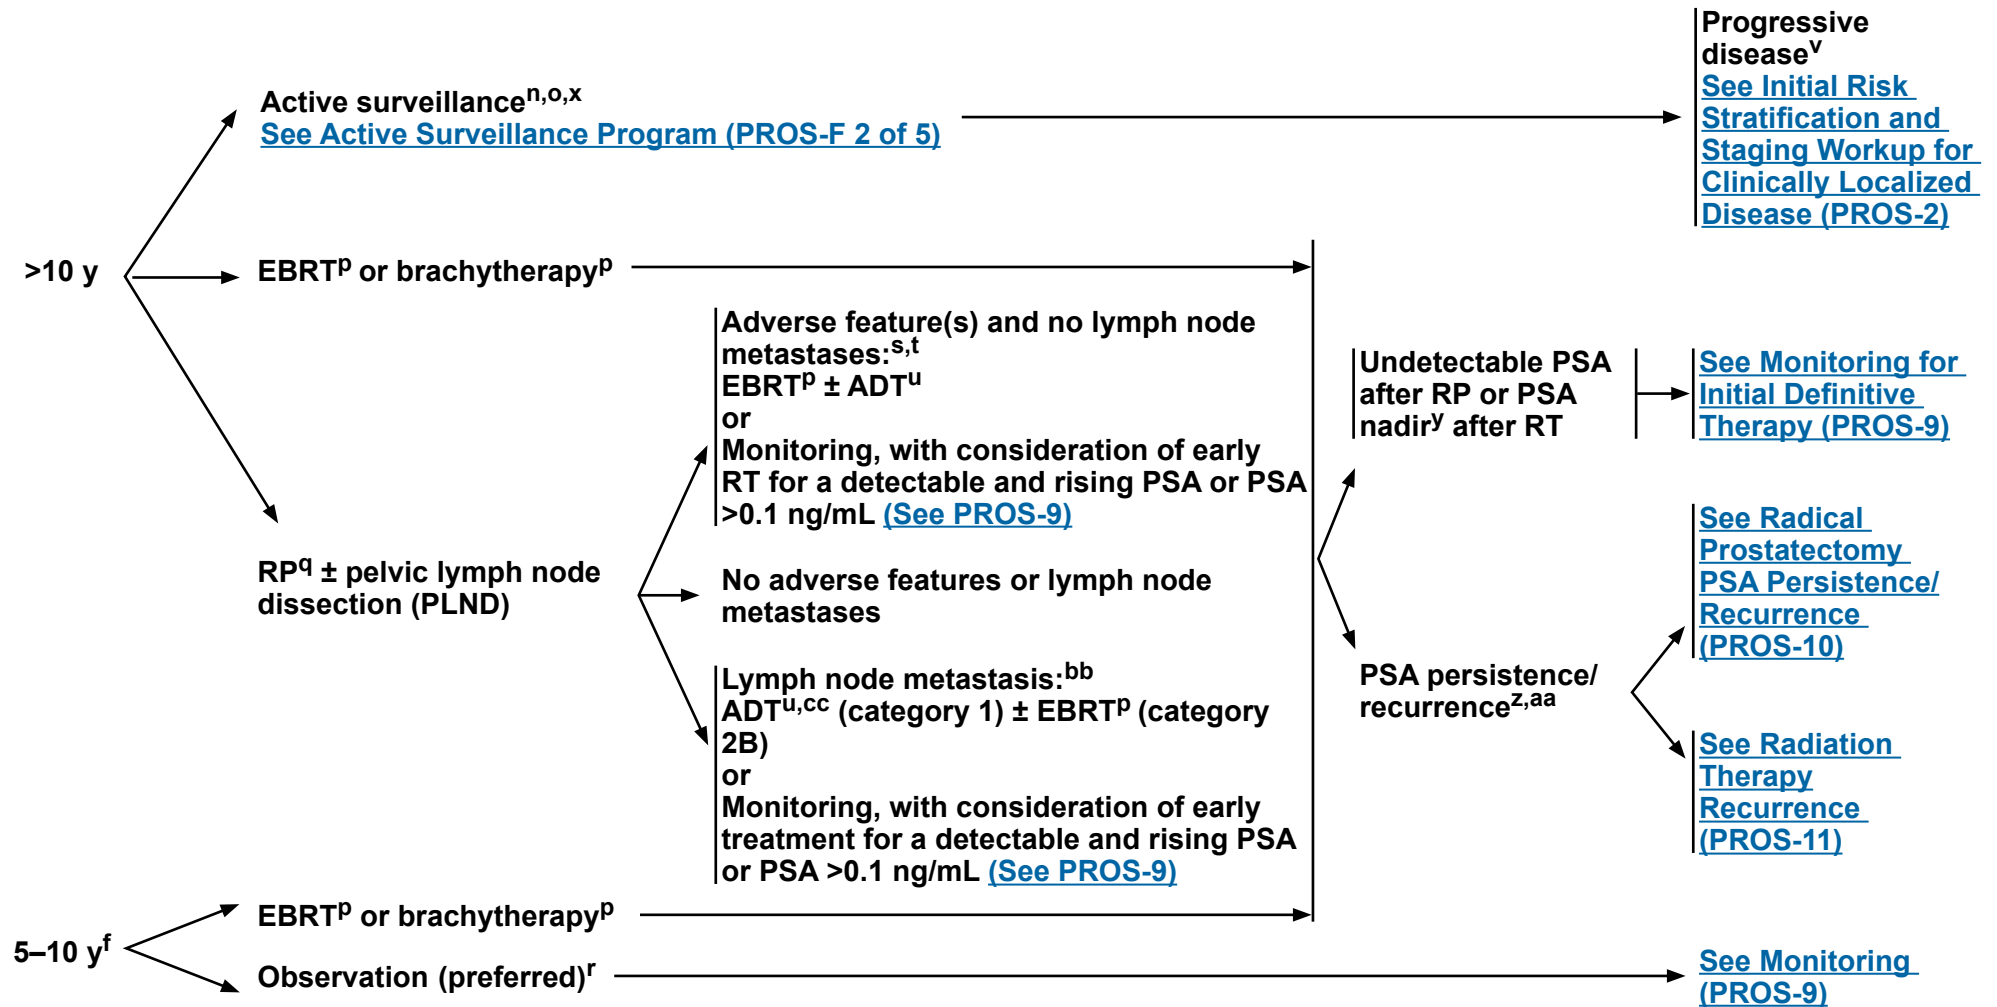 >10 y
Active surveillance^n,o,x
See Active Surveillance Program (PROS-F 2 of 5)
Progressive
disease^v
See Initial Risk
Stratification and
Staging Workup for
Clinically Localized
Disease (PROS-2)
EBRT^p or brachytherapy^p
RP^q ± pelvic lymph node
dissection (PLND)
Adverse feature(s) and no lymph node
metastases:^s,t
EBRT^p ± ADT^u
or
Monitoring, with consideration of early
RT for a detectable and rising PSA or PSA
>0.1 ng/mL (See PROS-9)
No adverse features or lymph node
metastases
Lymph node metastasis:^bb
ADT^u,cc (category 1) ± EBRT^p (category
2B)
or
Monitoring, with consideration of early
treatment for a detectable and rising PSA
or PSA >0.1 ng/mL (See PROS-9)
Undetectable PSA
after RP or PSA
nadir^y after RT
See Monitoring for
Initial Definitive
Therapy (PROS-9)
PSA persistence/
recurrence^z,aa
See Radical
Prostatectomy
PSA Persistence/
Recurrence
(PROS-10)
See Radiation
Therapy
Recurrence
(PROS-11)
5–10 y^f
EBRT^p or brachytherapy^p
Observation (preferred)^r
See Monitoring
(PROS-9)